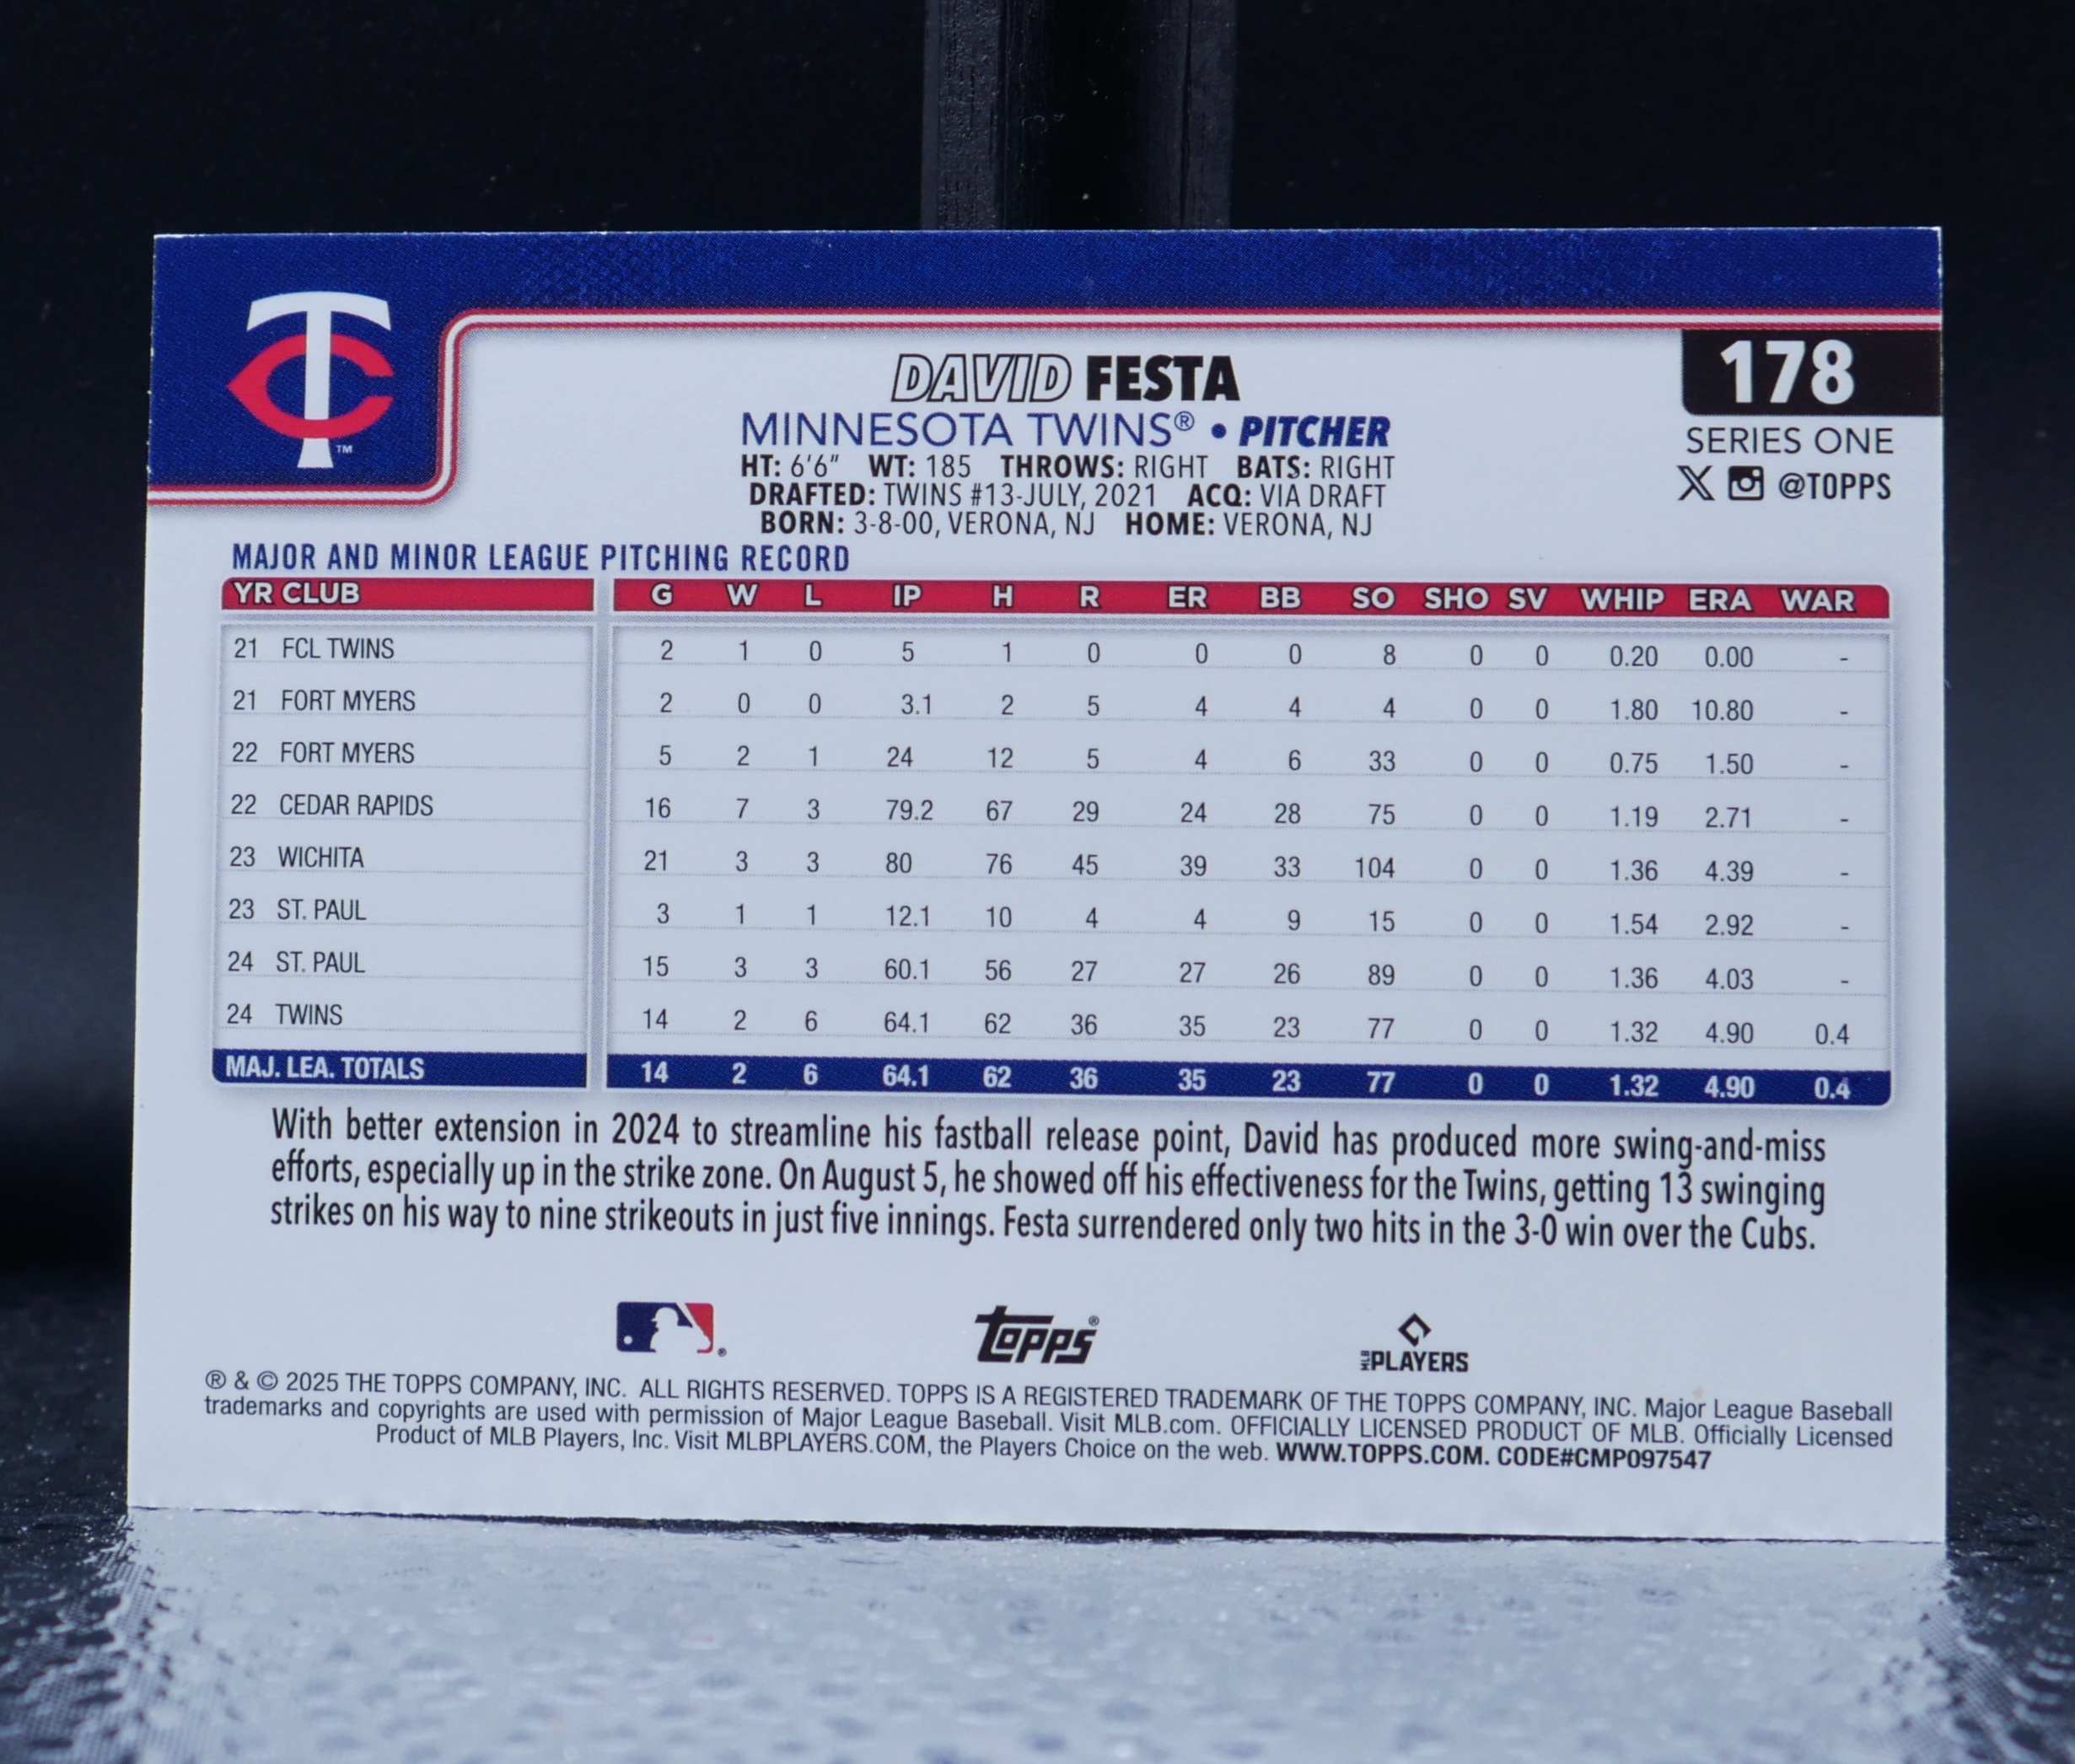 TC ™
DAVID FESTA
MINNESOTA TWINS® • PITCHER
HT: 6'6" WT: 185 THROWS: RIGHT BATS: RIGHT
DRAFTED: TWINS #13-JULY, 2021 ACQ: VIA DRAFT
BORN: 3-8-00, VERONA, NJ HOME: VERONA, NJ
178
SERIES ONE
X @TOPPS
MAJOR AND MINOR LEAGUE PITCHING RECORD
YR CLUB G W L IP H R ER BB SO SHO SV WHIP ERA WAR
21 FCL TWINS 2 1 0 5 1 0 0 0 8 0 0 0.20 0.00 -
21 FORT MYERS 2 0 0 3.1 2 5 4 4 4 0 0 1.80 10.80 -
22 FORT MYERS 5 2 1 24 12 5 4 6 33 0 0 0.75 1.50 -
22 CEDAR RAPIDS 16 7 3 79.2 67 29 24 28 75 0 0 1.19 2.71 -
23 WICHITA 21 3 3 80 76 45 39 33 104 0 0 1.36 4.39 -
23 ST. PAUL 3 1 1 12.1 10 4 4 9 15 0 0 1.54 2.92 -
24 ST. PAUL 15 3 3 60.1 56 27 27 26 89 0 0 1.36 4.03 -
24 TWINS 14 2 6 64.1 62 36 35 23 77 0 0 1.32 4.90 0.4
MAJ. LEA. TOTALS 14 2 6 64.1 62 36 35 23 77 0 0 1.32 4.90 0.4
With better extension in 2024 to streamline his fastball release point, David has produced more swing-and-miss
efforts, especially up in the strike zone. On August 5, he showed off his effectiveness for the Twins, getting 13 swinging
strikes on his way to nine strikeouts in just five innings. Festa surrendered only two hits in the 3-0 win over the Cubs.
® topps® MLB PLAYERS
® & © 2025 THE TOPPS COMPANY, INC. ALL RIGHTS RESERVED. TOPPS IS A REGISTERED TRADEMARK OF THE TOPPS COMPANY, INC. Major League Baseball
trademarks and copyrights are used with permission of Major League Baseball. Visit MLB.com. OFFICIALLY LICENSED PRODUCT OF MLB. Officially Licensed
Product of MLB Players, Inc. Visit MLBPLAYERS.COM, the Players Choice on the web. WWW.TOPPS.COM. CODE#CMP097547